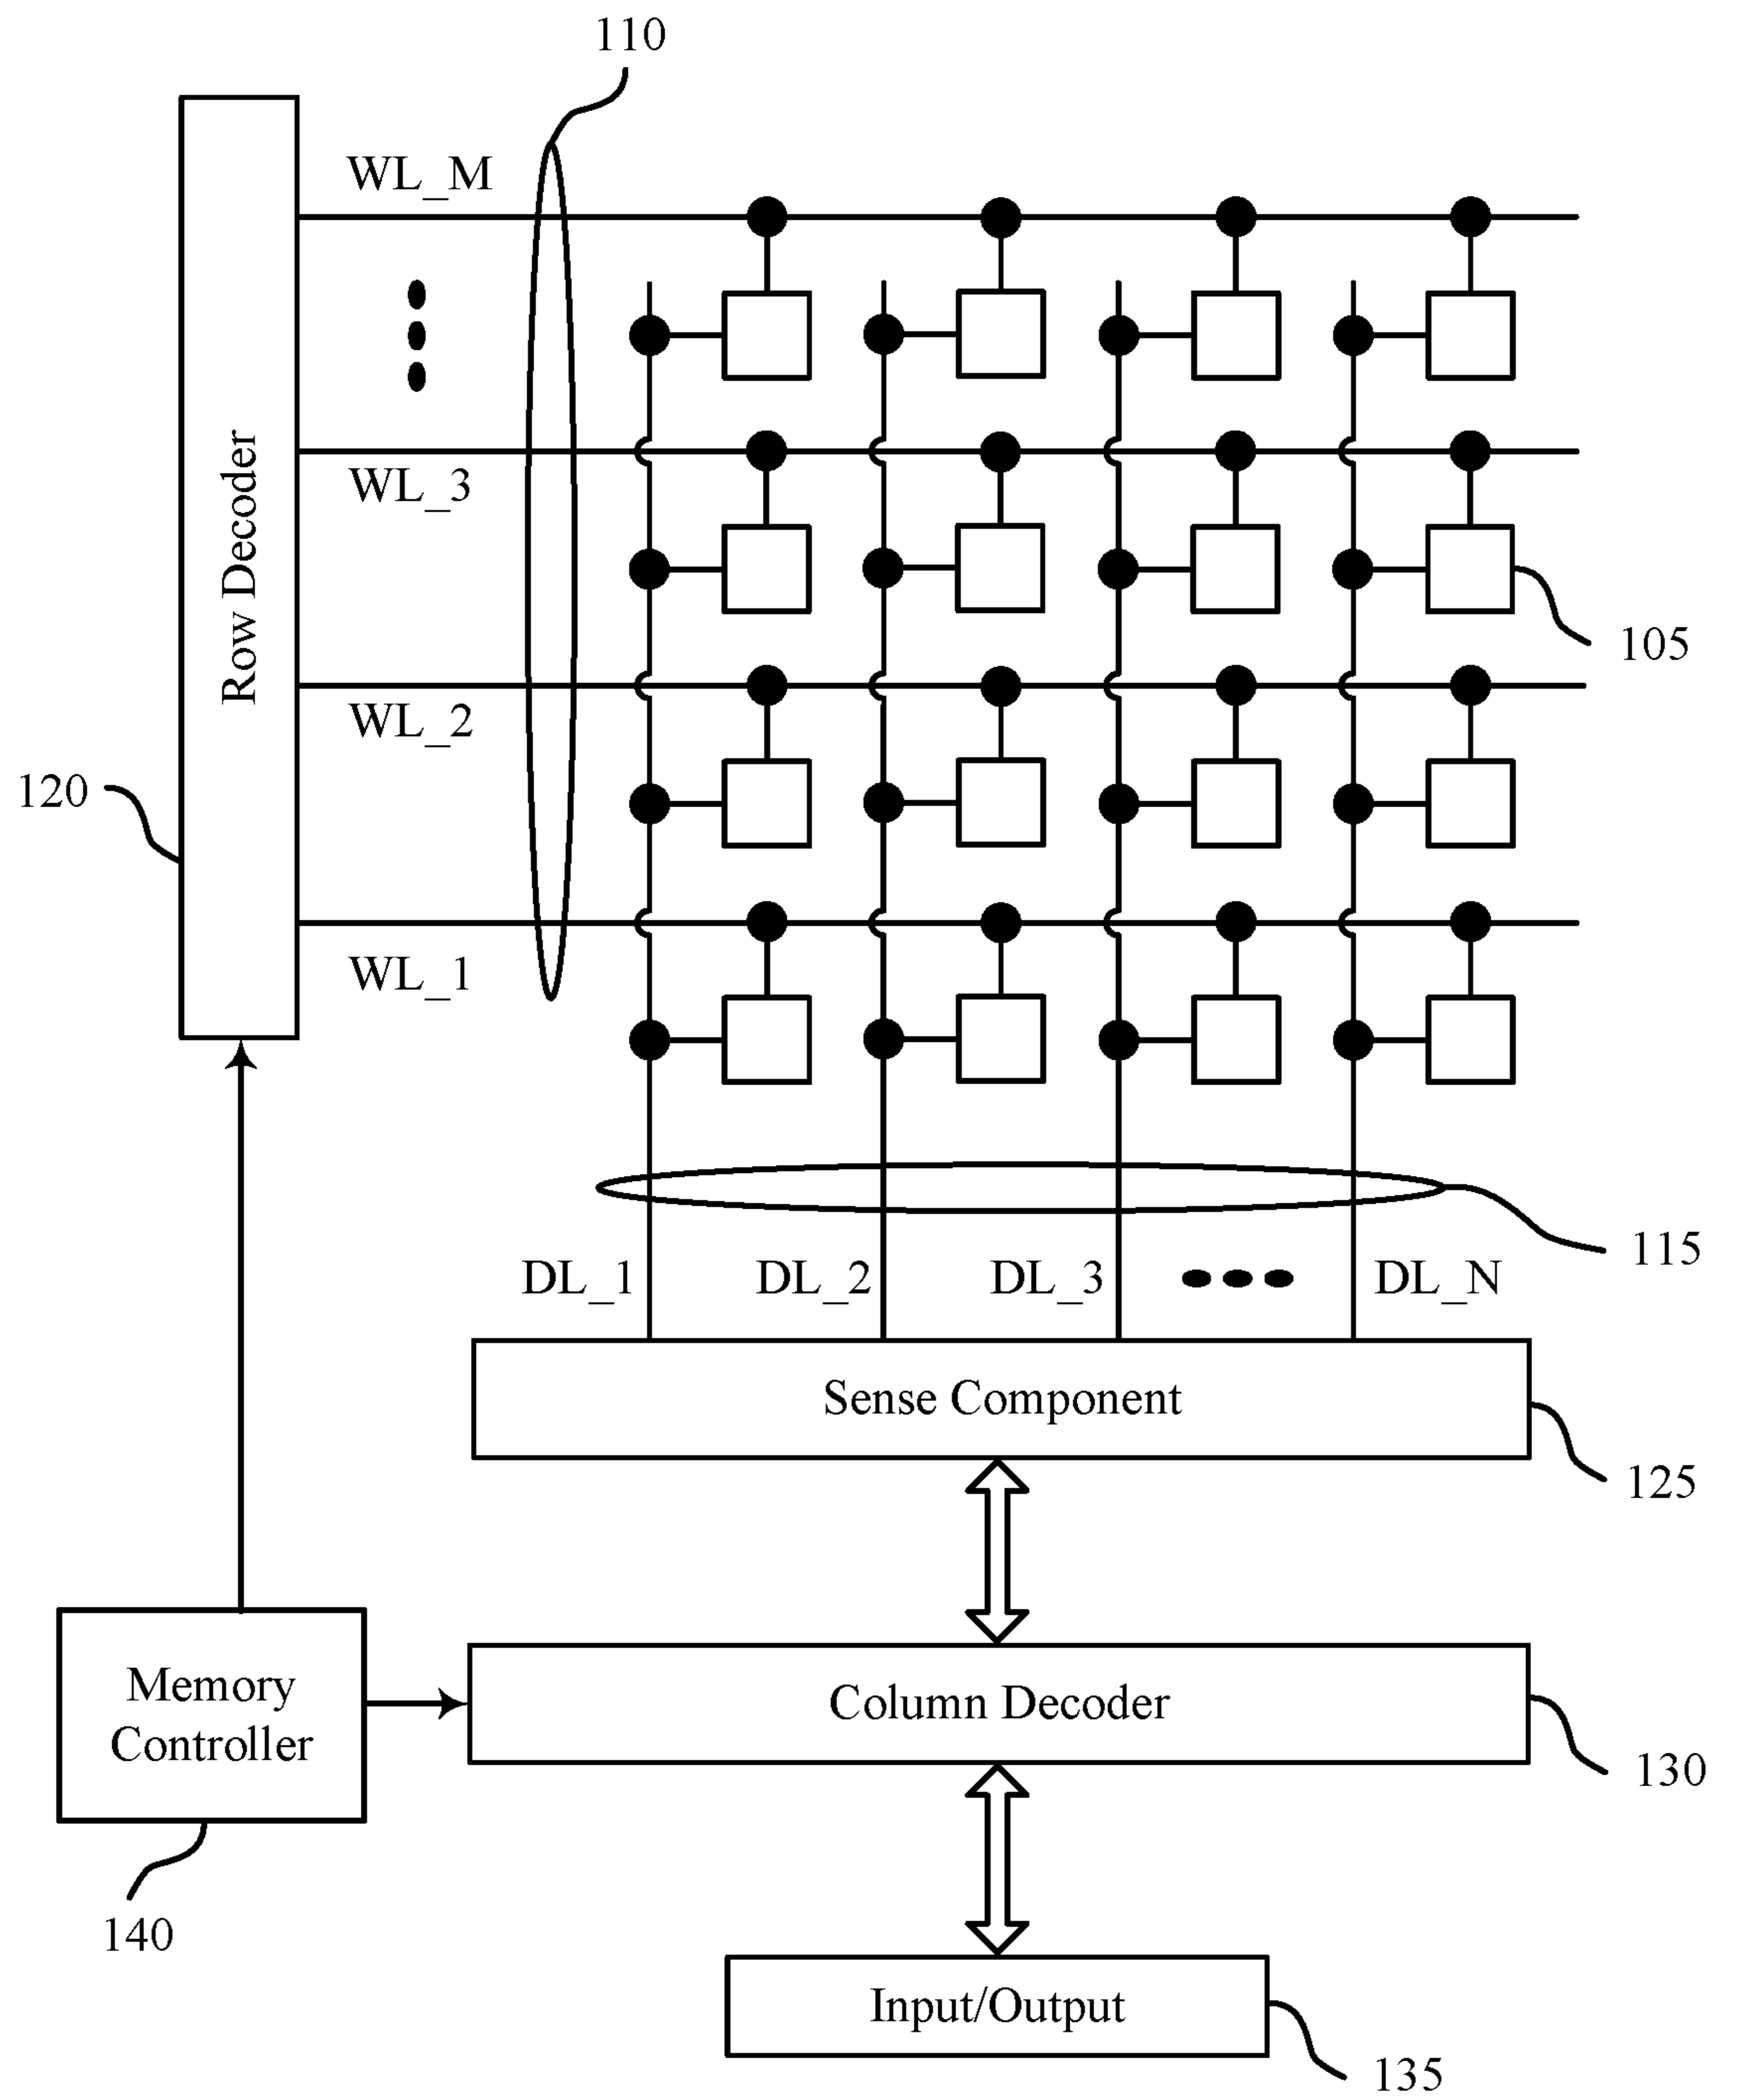 110
WL_M
WL_3
Row Decoder
105
WL_2
120
WL_1
115
DL_1 DL_2 DL_3 DL_N
Sense Component
125
Memory
Controller
Column Decoder
130
140
Input/Output
135